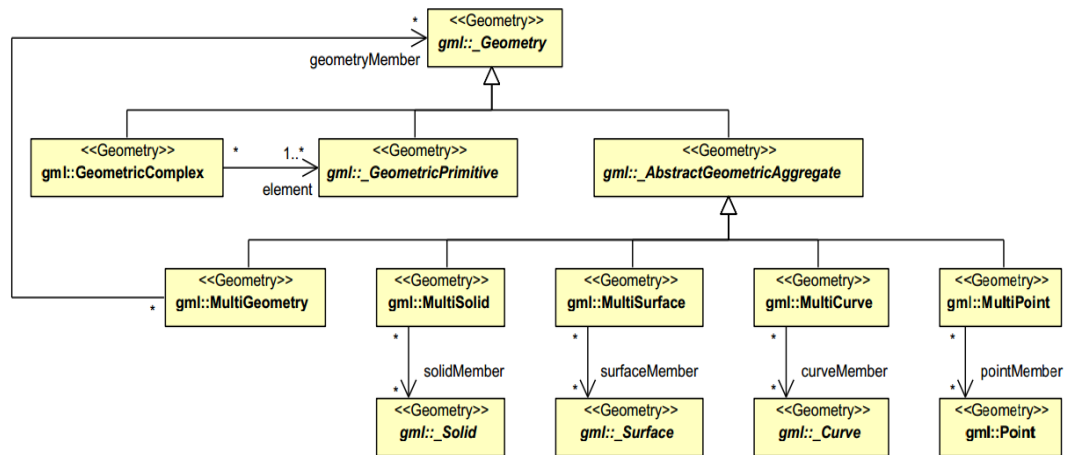 <<Geometry>>
gml::_Geometry
*
geometryMember
<<Geometry>>
gml::GeometricComplex
*
1..*
element
<<Geometry>>
gml::_GeometricPrimitive
<<Geometry>>
gml::_AbstractGeometricAggregate
<<Geometry>>
gml::MultiGeometry
*
<<Geometry>>
gml::MultiSolid
<<Geometry>>
gml::MultiSurface
<<Geometry>>
gml::MultiCurve
<<Geometry>>
gml::MultiPoint
*
solidMember
*
*
surfaceMember
*
*
curveMember
*
*
pointMember
*
<<Geometry>>
gml::_Solid
<<Geometry>>
gml::_Surface
<<Geometry>>
gml::_Curve
<<Geometry>>
gml::Point